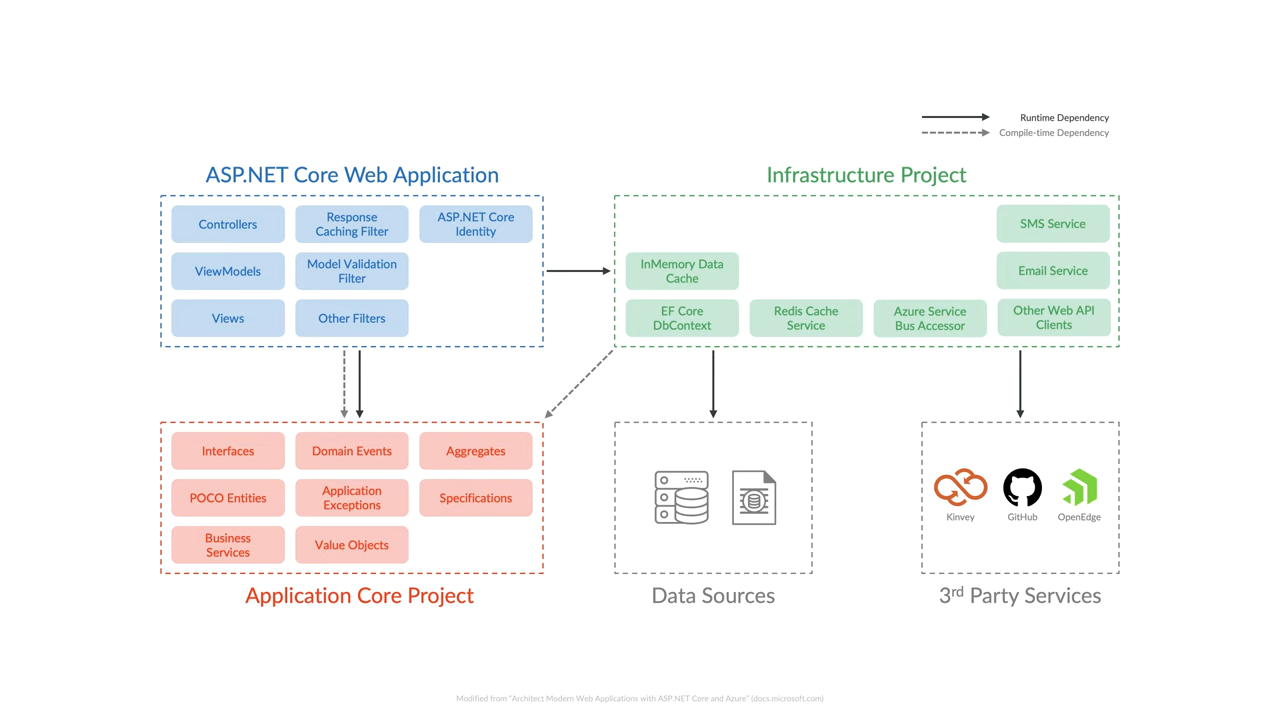 Runtime Dependency
Compile-time Dependency
ASP.NET Core Web Application
Controllers
Response
Caching Filter
ASP.NET Core
Identity
ViewModels
Model Validation
Filter
Views
Other Filters
Infrastructure Project
SMS Service
InMemory Data
Cache
Email Service
EF Core
DbContext
Redis Cache
Service
Azure Service
Bus Accessor
Other Web API
Clients
Interfaces
Domain Events
Aggregates
POCO Entities
Application
Exceptions
Specifications
Business
Services
Value Objects
Application Core Project
Data Sources
Kinvey
GitHub
OpenEdge
3rd Party Services
Modified from "Architect Modern Web Applications with ASP.NET Core and Azure" (docs.microsoft.com)